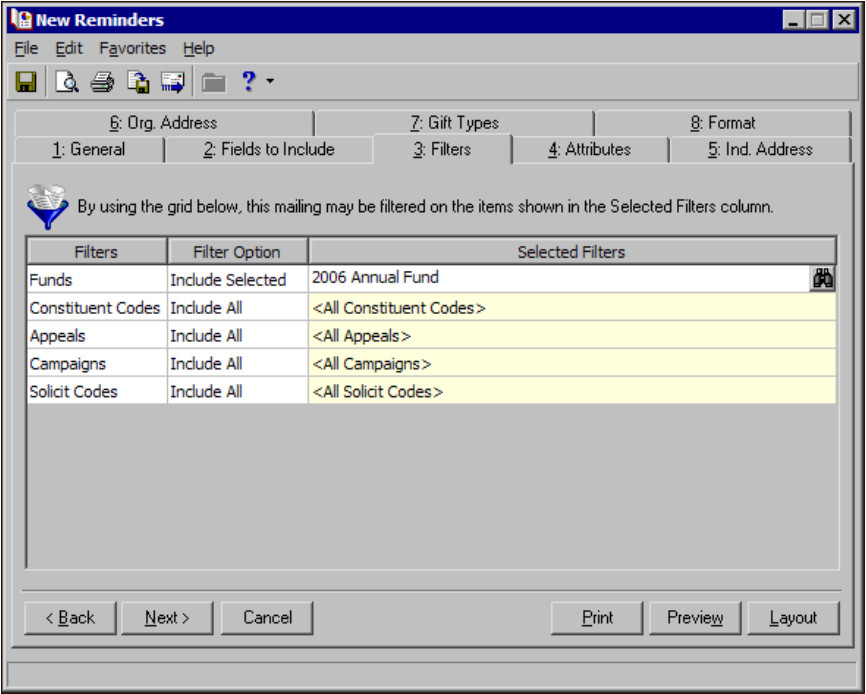 New Reminders
File Edit Favorites Help
?
6: Org. Address 7: Gift Types 8: Format
1: General 2: Fields to Include 3: Filters 4: Attributes 5: Ind. Address
By using the grid below, this mailing may be filtered on the items shown in the Selected Filters column.
Filters Filter Option Selected Filters
Funds Include Selected 2006 Annual Fund
Constituent Codes Include All <All Constituent Codes>
Appeals Include All <All Appeals>
Campaigns Include All <All Campaigns>
Solicit Codes Include All <All Solicit Codes>
< Back Next > Cancel Print Preview Layout